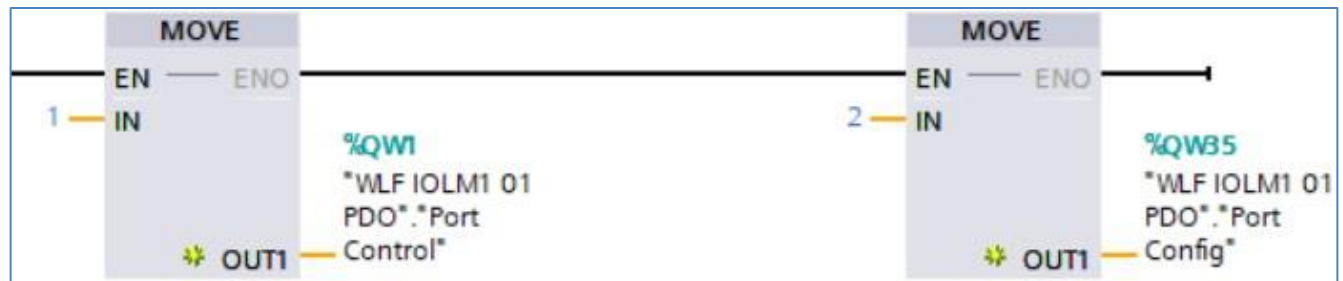 MOVE
EN ENO
1 IN
%QW1
"WLF IOLM1 01
PDO"."Port
Control"
OUT1
MOVE
EN ENO
2 IN
%QW35
"WLF IOLM1 01
PDO"."Port
Config"
OUT1